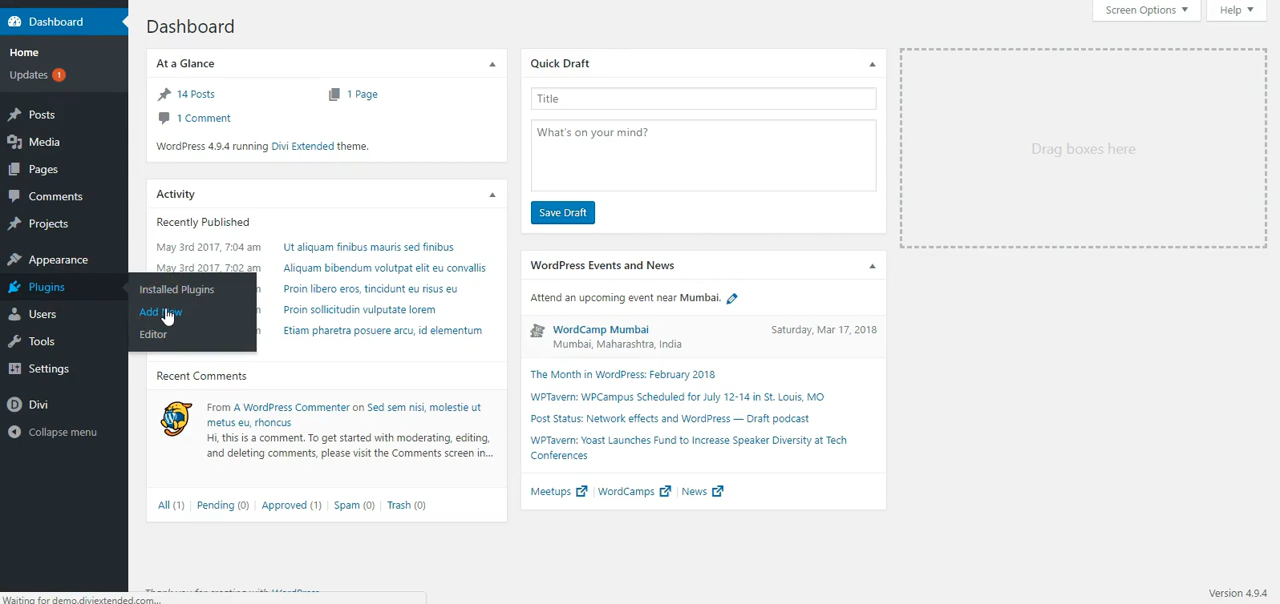 Dashboard
Home
Updates 1
Posts
Media
Pages
Comments
Projects
Appearance
Plugins
Users
Tools
Settings
Divi
Collapse menu
Installed Plugins
Add New
Editor
Screen Options
Help
Dashboard
At a Glance
14 Posts
1 Page
1 Comment
WordPress 4.9.4 running Divi Extended theme.
Activity
Recently Published
May 3rd 2017, 7:04 am Ut aliquam finibus mauris sed finibus
May 3rd 2017, 7:02 am Aliquam bibendum volutpat elit eu convallis
Proin libero eros, tincidunt eu risus eu
Proin sollicitudin vulputate lorem
Etiam pharetra posuere arcu, id elementum
Recent Comments
From A WordPress Commenter on Sed sem nisi, molestie ut
metus eu, rhoncus
Hi, this is a comment. To get started with moderating, editing,
and deleting comments, please visit the Comments screen in...
All (1) | Pending (0) | Approved (1) | Spam (0) | Trash (0)
Quick Draft
Title
What's on your mind?
Save Draft
WordPress Events and News
Attend an upcoming event near Mumbai.
WordCamp Mumbai Saturday, Mar 17, 2018
Mumbai, Maharashtra, India
The Month in WordPress: February 2018
WPTavern: WPCampus Scheduled for July 12-14 in St. Louis, MO
Post Status: Network effects and WordPress — Draft podcast
WPTavern: Yoast Launches Fund to Increase Speaker Diversity at Tech
Conferences
Meetups | WordCamps | News
Drag boxes here
Thank you for creating with WordPress
Version 4.9.4
Waiting for demo.diviextended.com...